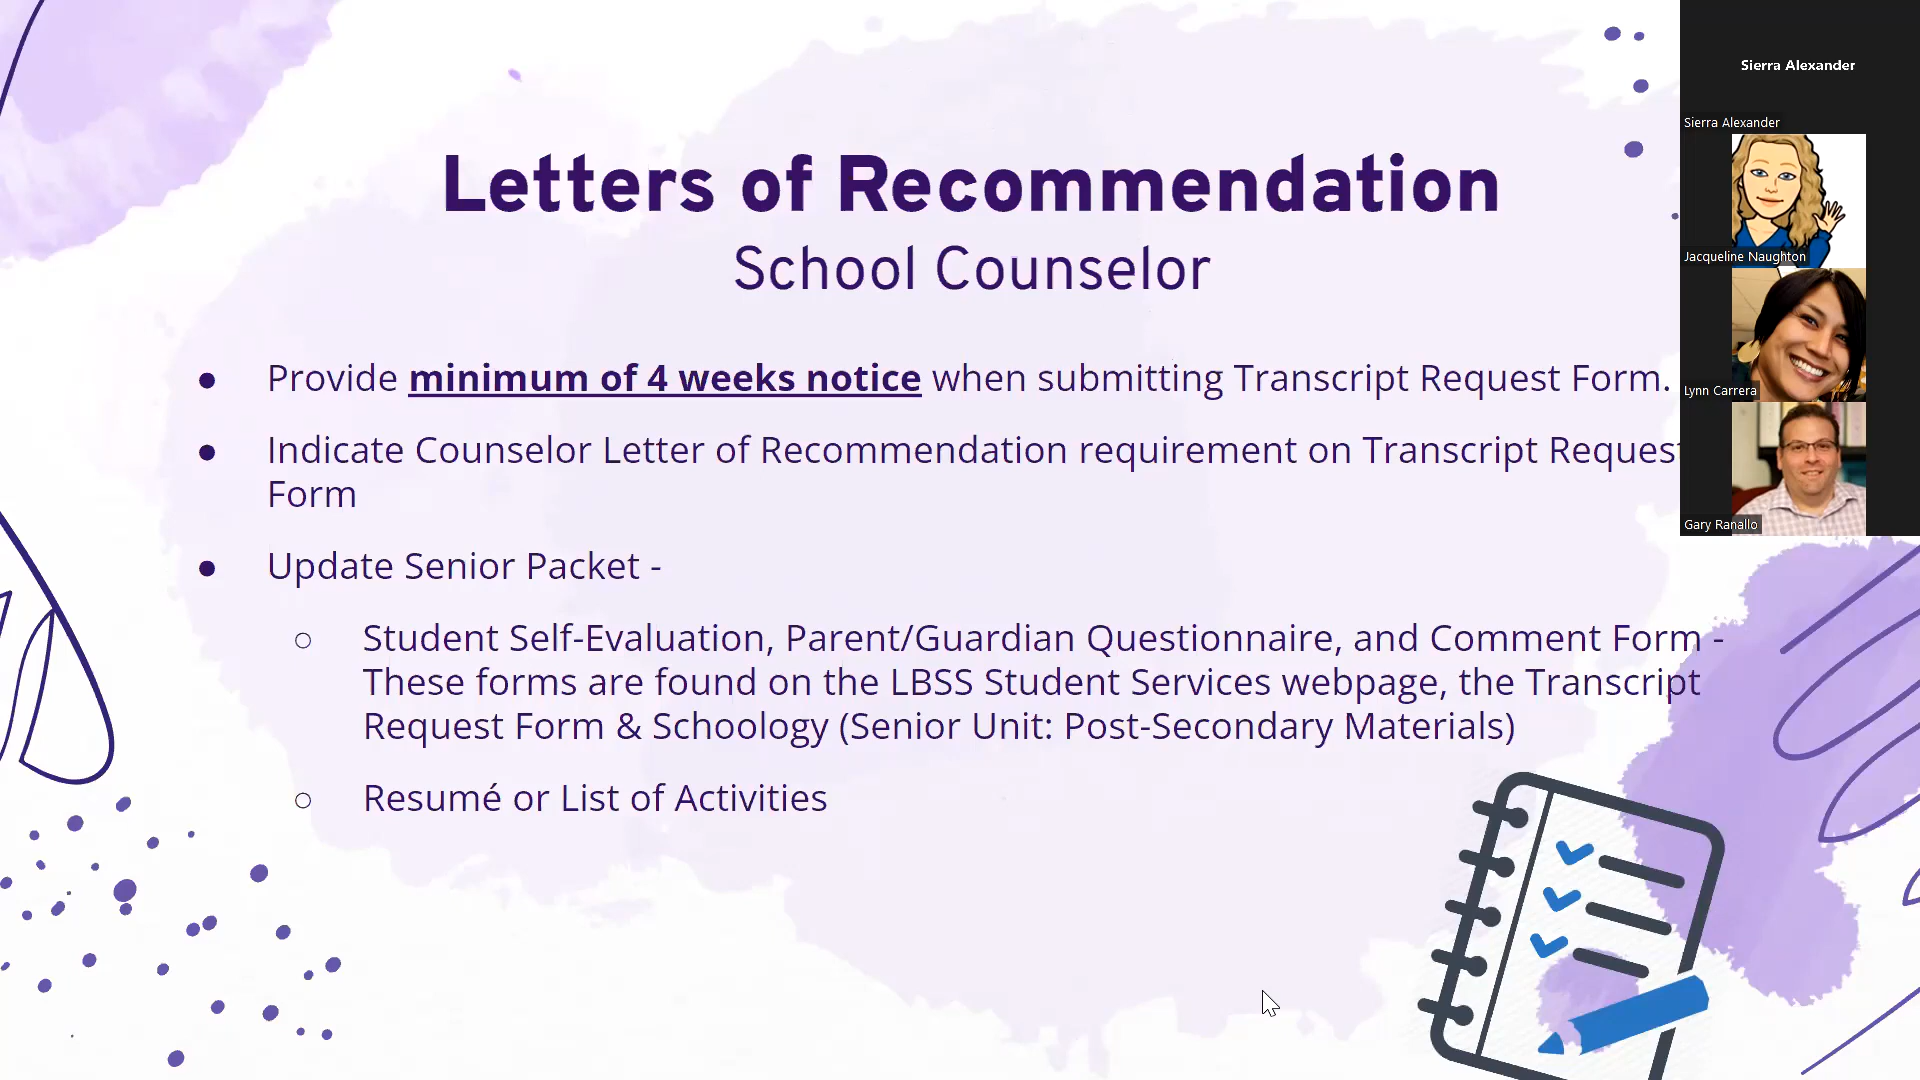 Letters of Recommendation
School Counselor
● Provide minimum of 4 weeks notice when submitting Transcript Request Form.
● Indicate Counselor Letter of Recommendation requirement on Transcript Request
Form
● Update Senior Packet -
○ Student Self-Evaluation, Parent/Guardian Questionnaire, and Comment Form -
These forms are found on the LBSS Student Services webpage, the Transcript
Request Form & Schoology (Senior Unit: Post-Secondary Materials)
○ Resumé or List of Activities
Sierra Alexander
Sierra Alexander
Jacqueline Naughton
Lynn Carrera
Gary Ranallo